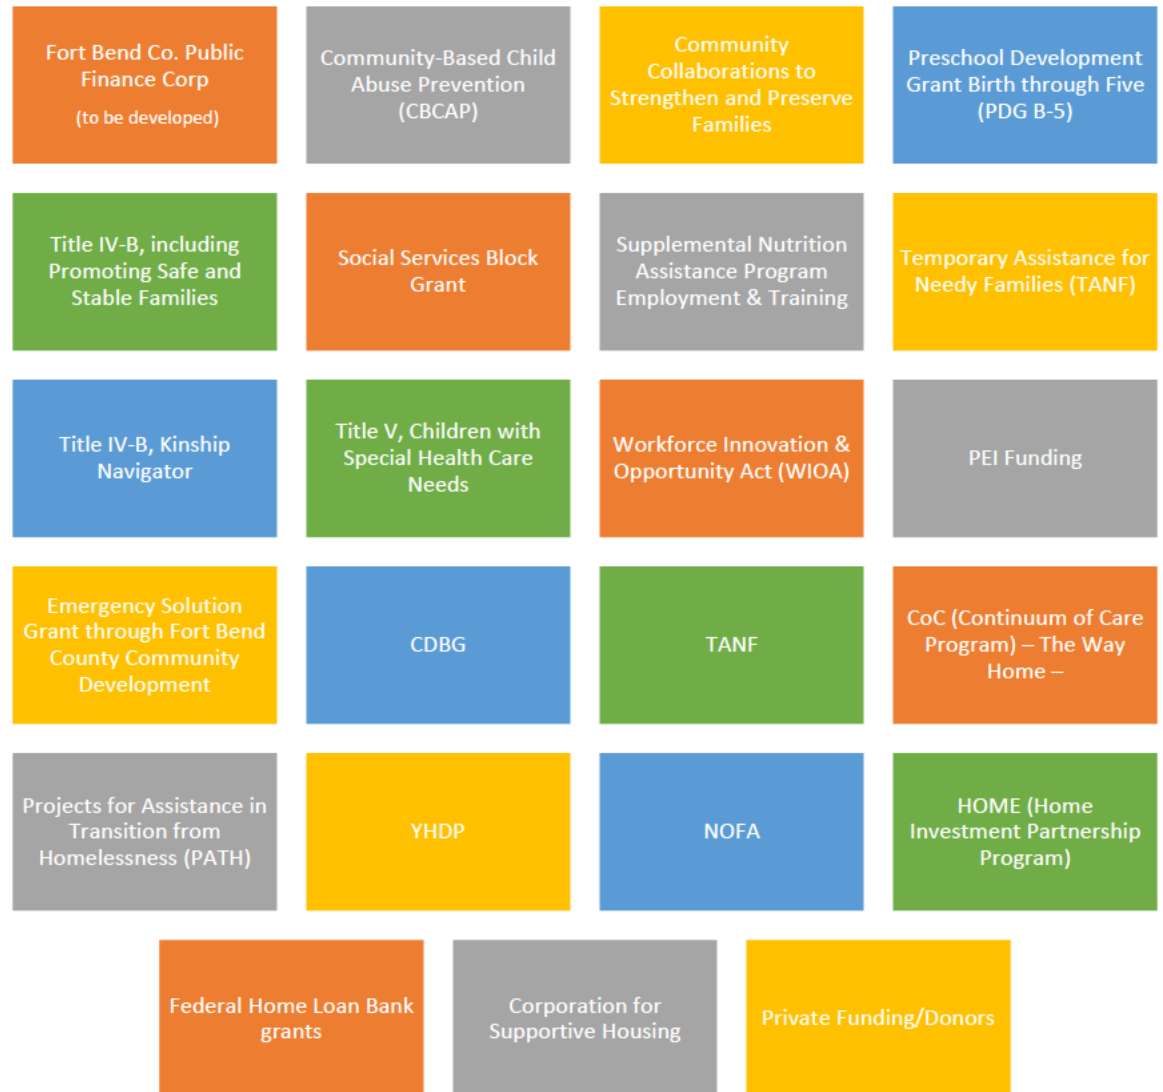 Fort Bend Co. Public
Finance Corp
(to be developed)
Community-Based Child
Abuse Prevention
(CBCAP)
Community
Collaborations to
Strengthen and Preserve
Families
Preschool Development
Grant Birth through Five
(PDG B-5)
Title IV-B, including
Promoting Safe and
Stable Families
Social Services Block
Grant
Supplemental Nutrition
Assistance Program
Employment & Training
Temporary Assistance for
Needy Families (TANF)
Title IV-B, Kinship
Navigator
Title V, Children with
Special Health Care
Needs
Workforce Innovation &
Opportunity Act (WIOA)
PEI Funding
Emergency Solution
Grant through Fort Bend
County Community
Development
CDBG
TANF
CoC (Continuum of Care
Program) – The Way
Home –
Projects for Assistance in
Transition from
Homelessness (PATH)
YHDP
NOFA
HOME (Home
Investment Partnership
Program)
Federal Home Loan Bank
grants
Corporation for
Supportive Housing
Private Funding/Donors